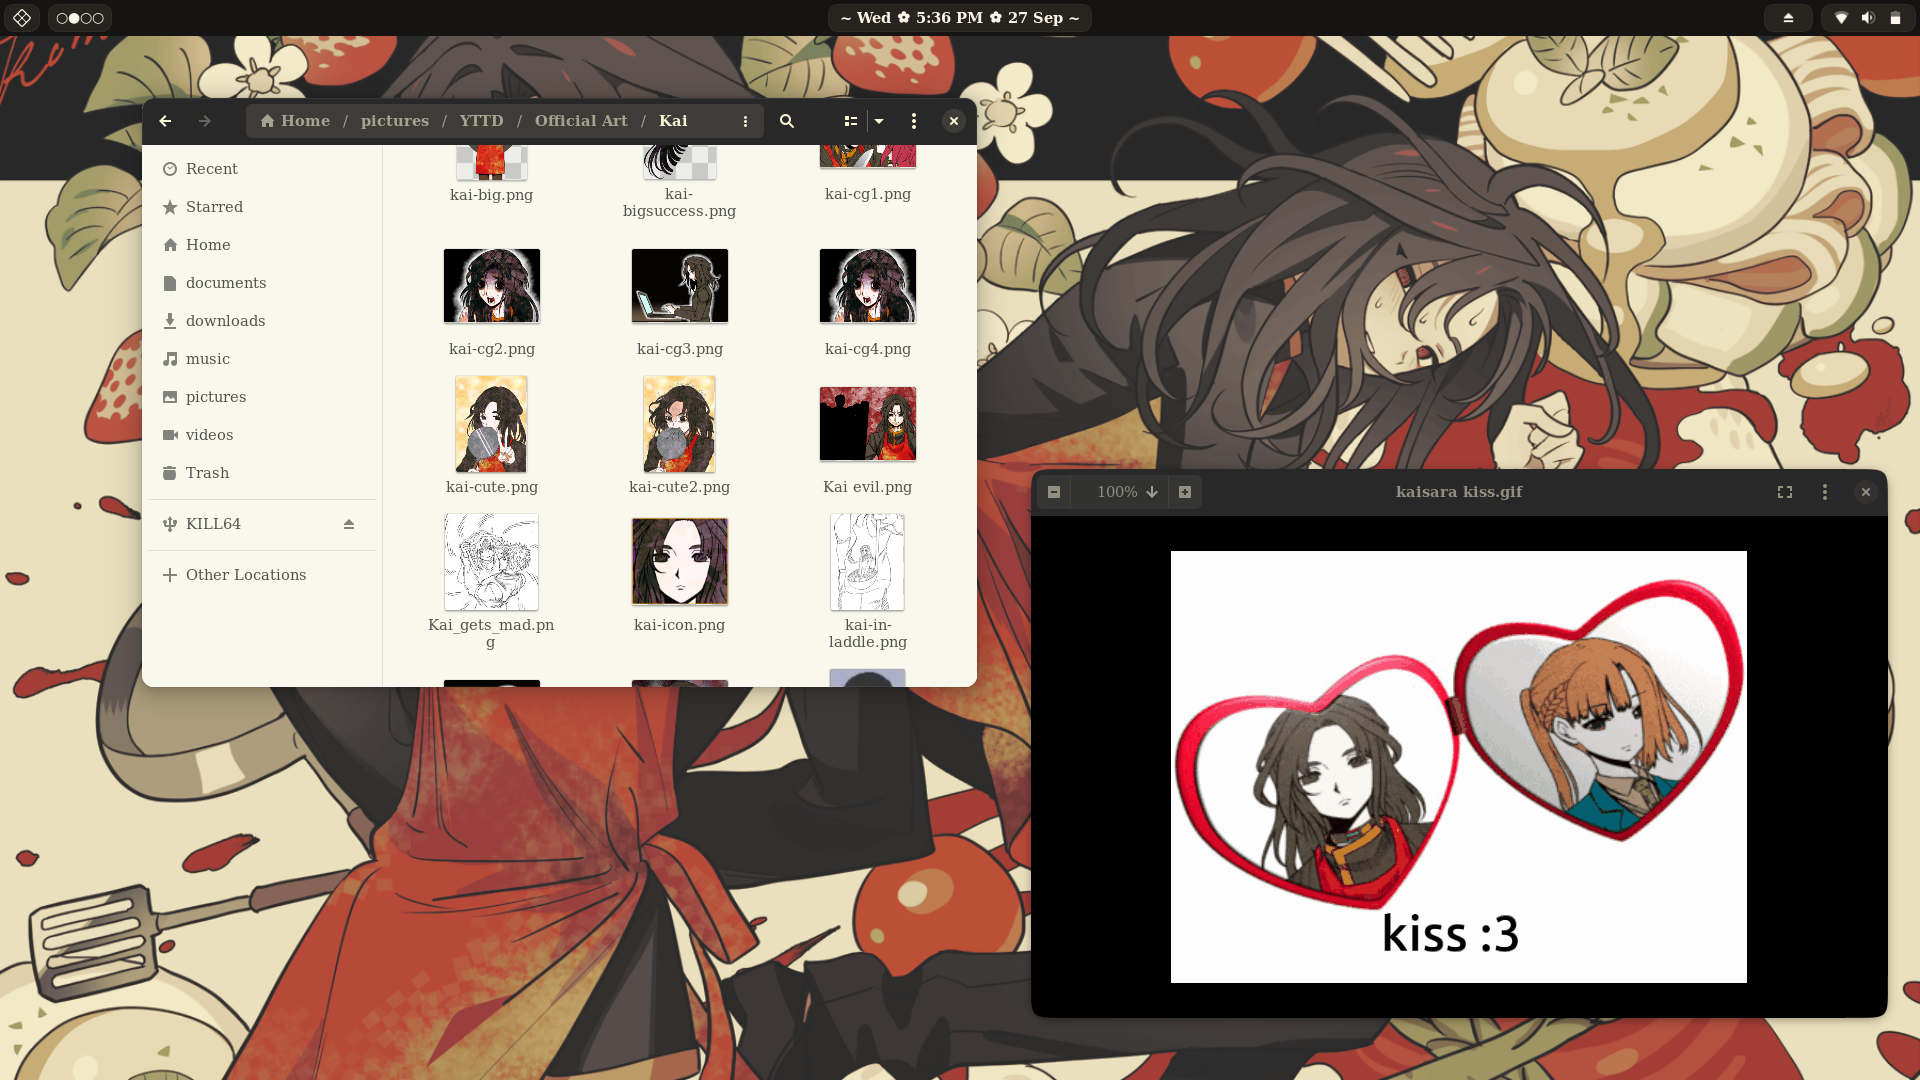 ~ Wed ✿ 5:36 PM ✿ 27 Sep ~
Home / pictures / YTTD / Official Art / Kai
Recent
Starred
Home
documents
downloads
music
pictures
videos
Trash
KILL64
Other Locations
kai-big.png
kai-
bigsuccess.png
kai-cg1.png
kai-cg2.png
kai-cg3.png
kai-cg4.png
kai-cute.png
kai-cute2.png
Kai evil.png
Kai_gets_mad.pn
g
kai-icon.png
kai-in-
laddle.png
100%
kaisara kiss.gif
kiss :3